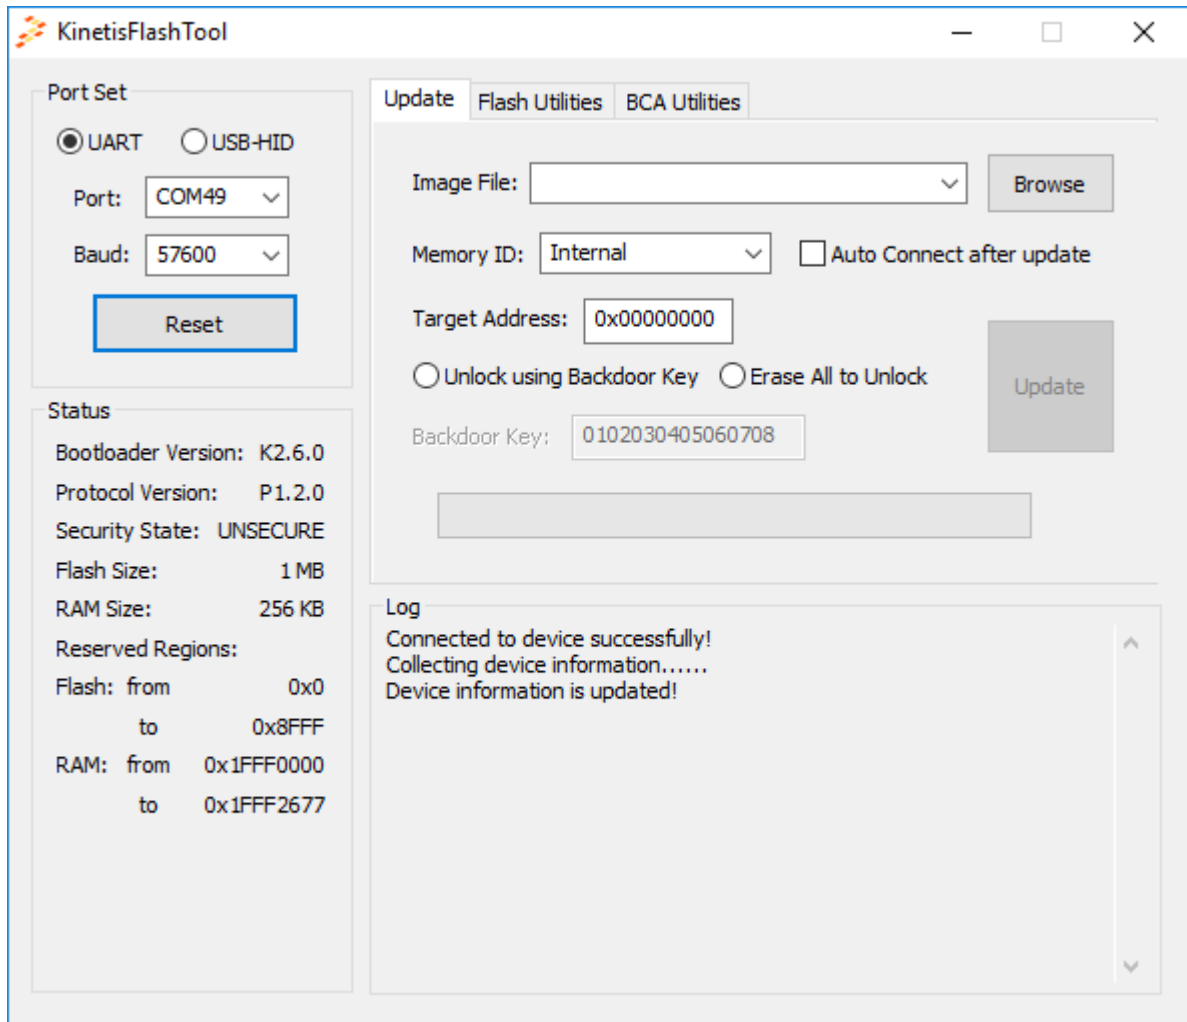 KinetisFlashTool
Port Set
UART USB-HID
Port: COM49
Baud: 57600
Reset
Status
Bootloader Version: K2.6.0
Protocol Version: P1.2.0
Security State: UNSECURE
Flash Size: 1 MB
RAM Size: 256 KB
Reserved Regions:
Flash: from 0x0
to 0x8FFF
RAM: from 0x1FFF0000
to 0x1FFF2677
Update Flash Utilities BCA Utilities
Image File: Browse
Memory ID: Internal Auto Connect after update
Target Address: 0x00000000
Unlock using Backdoor Key Erase All to Unlock
Update
Backdoor Key: 0102030405060708
Log
Connected to device successfully!
Collecting device information......
Device information is updated!